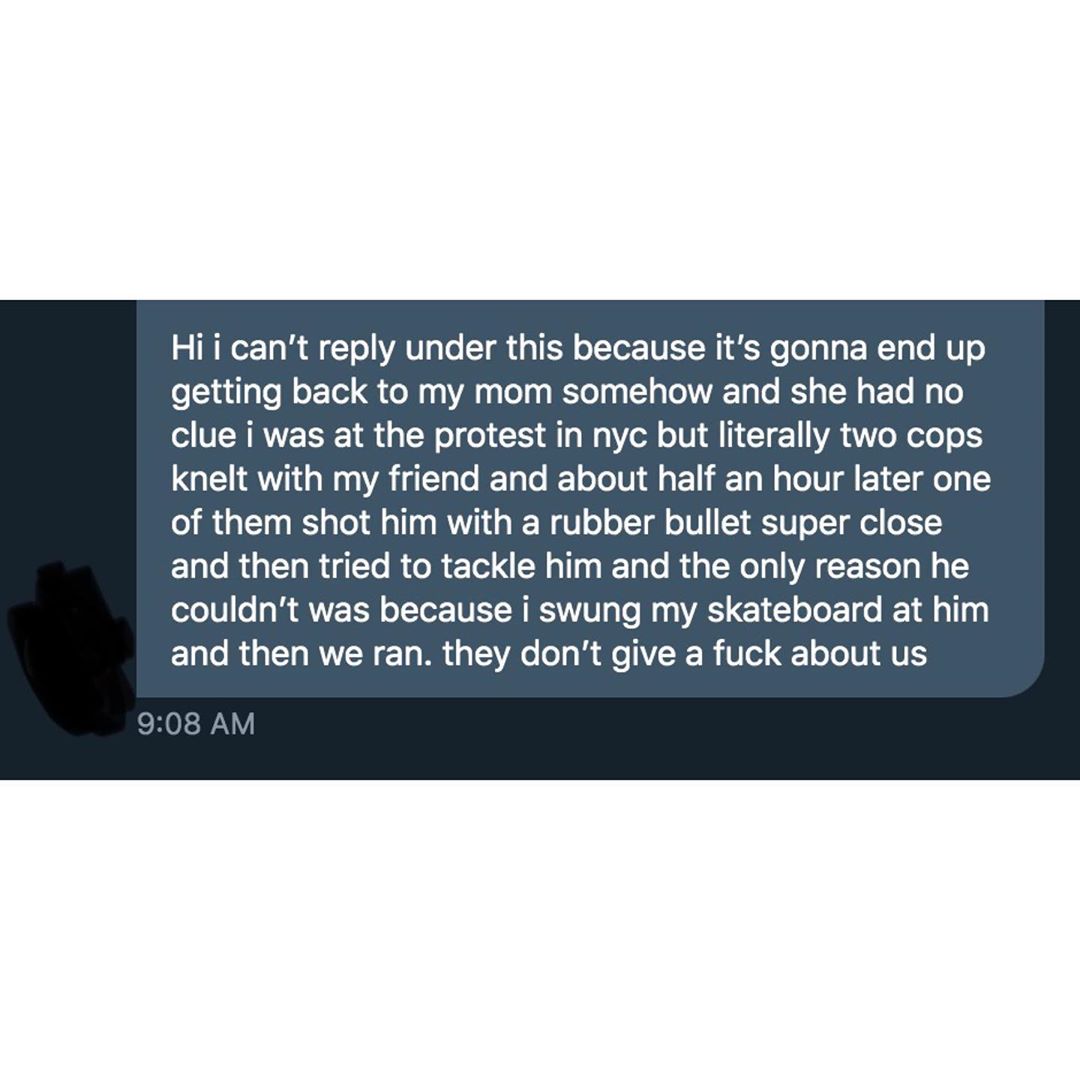 Hi i can’t reply under this because it’s gonna end up
getting back to my mom somehow and she had no
clue i was at the protest in nyc but literally two cops
knelt with my friend and about half an hour later one
of them shot him with a rubber bullet super close
and then tried to tackle him and the only reason he
couldn’t was because i swung my skateboard at him
and then we ran. they don’t give a fuck about us
9:08 AM